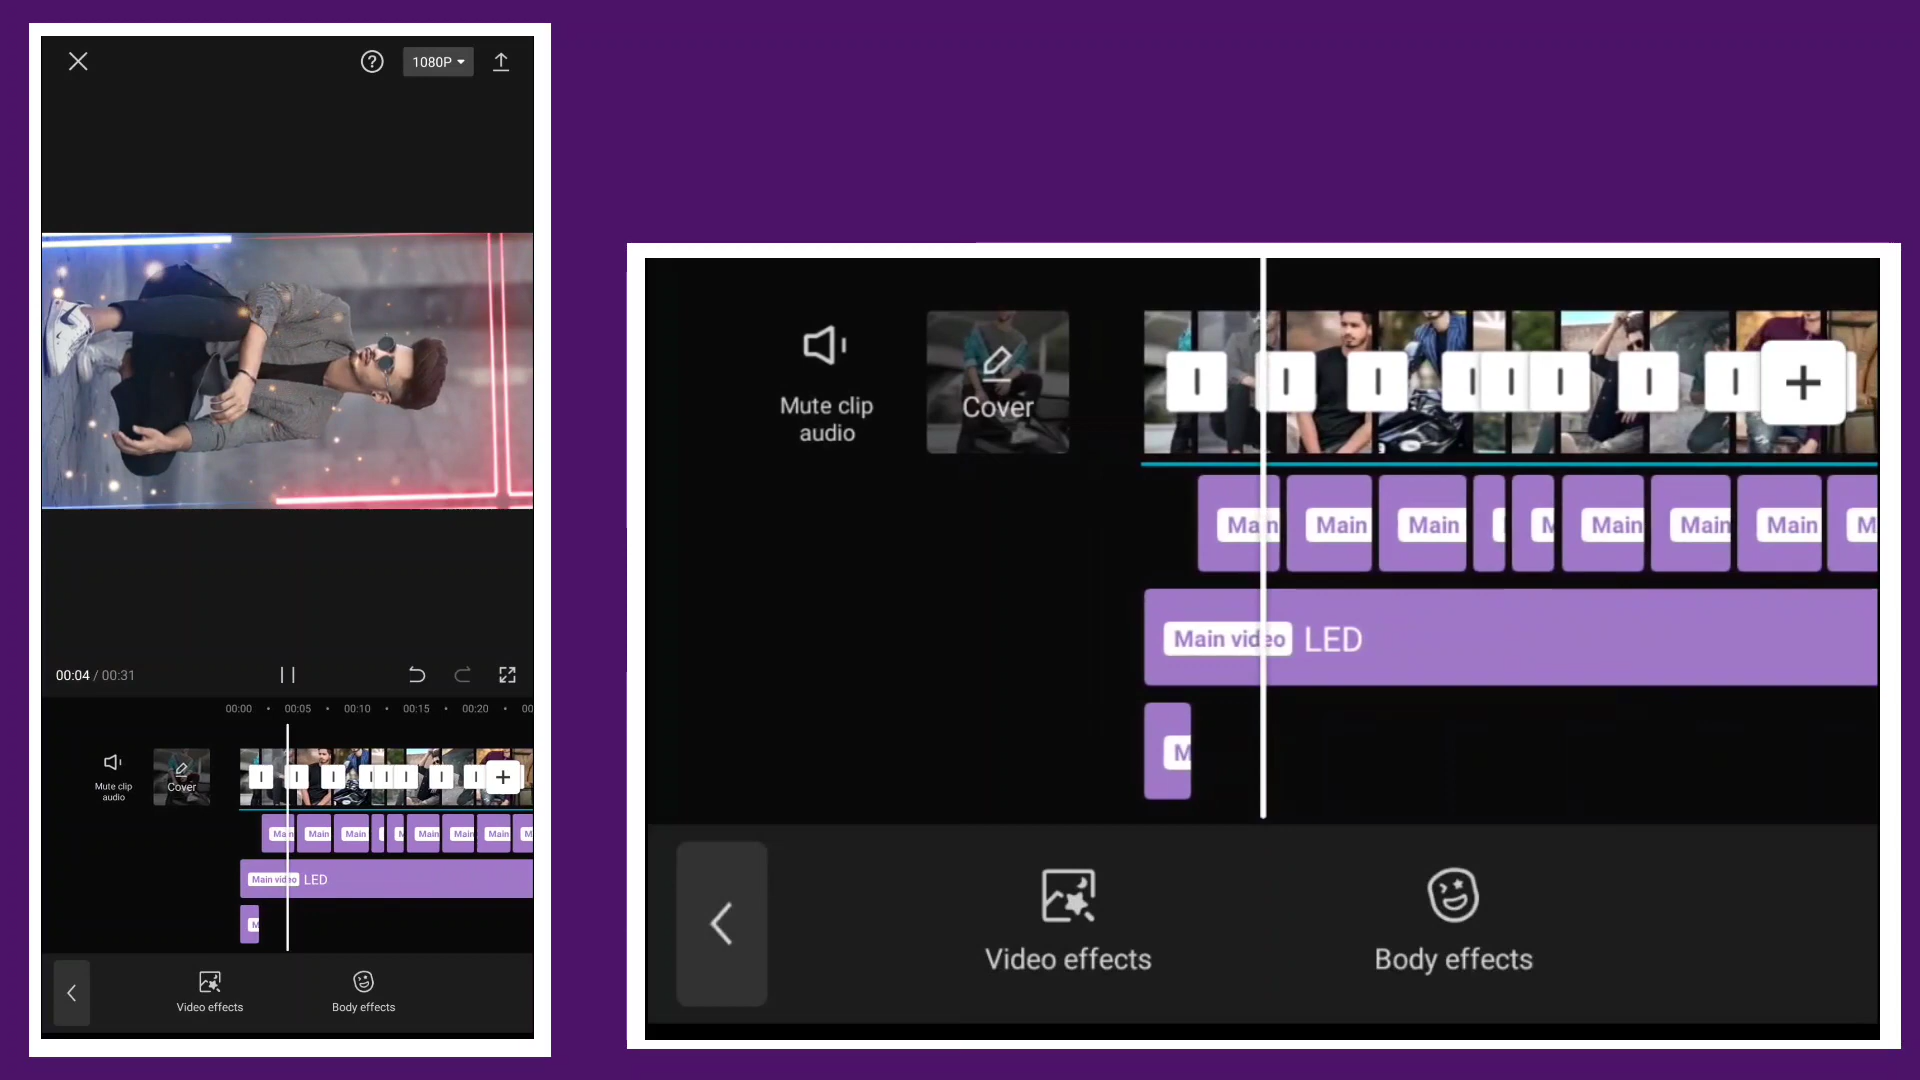 1080P
00:04 / 00:31
00:00 00:05 00:10 00:15 00:20 00
Mute clip
audio
Cover
Main Main Main M Main Main Main M
Main video LED
M
Video effects Body effects
Mute clip
audio
Cover
Main Main Main M Main Main Main M
Main video LED
M
Video effects Body effects